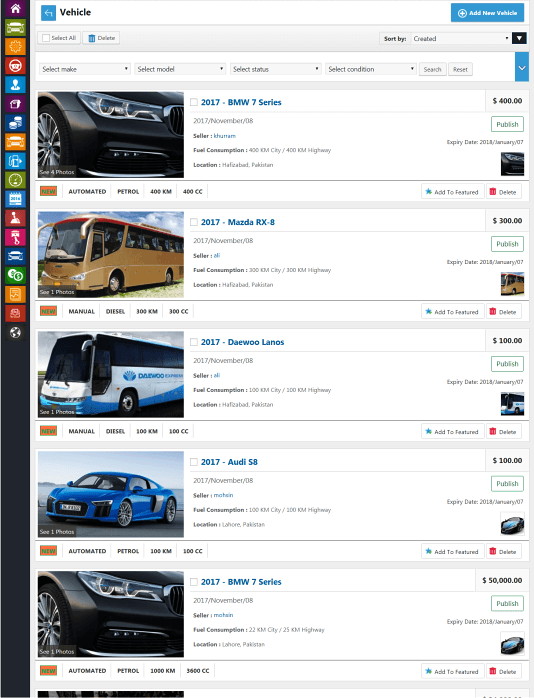 Vehicle
Add New Vehicle
Select All
Delete
Sort by: Created
Select make
Select model
Select status
Select condition
Search
Reset
2017 - BMW 7 Series
$ 400.00
2017/November/08
Publish
Seller : khurram
Expiry Date: 2018/January/07
Fuel Consumption : 400 KM City / 400 KM Highway
Location : Hafizabad, Pakistan
See 4 Photos
NEW AUTOMATED PETROL 400 KM 400 CC
Add To Featured
Delete
2017 - Mazda RX-8
$ 300.00
2017/November/08
Publish
Seller : ali
Expiry Date: 2018/January/07
Fuel Consumption : 300 KM City / 300 KM Highway
Location : Hafizabad, Pakistan
See 1 Photos
NEW MANUAL DIESEL 300 KM 300 CC
Add To Featured
Delete
2017 - Daewoo Lanos
$ 100.00
2017/November/08
Publish
Seller : ali
Expiry Date: 2018/January/07
Fuel Consumption : 100 KM City / 100 KM Highway
DAEWOO EXPRESS
Location : Hafizabad, Pakistan
See 1 Photos
NEW MANUAL DIESEL 100 KM 100 CC
Add To Featured
Delete
2017 - Audi S8
$ 100.00
2017/November/08
Publish
Seller : mohsin
Expiry Date: 2018/January/07
Fuel Consumption : 100 KM City / 100 KM Highway
Location : Lahore, Pakistan
See 1 Photos
NEW AUTOMATED PETROL 100 KM 100 CC
Add To Featured
Delete
2017 - BMW 7 Series
$ 50,000.00
2017/November/08
Publish
Seller : mohsin
Expiry Date: 2018/January/07
Fuel Consumption : 22 KM City / 25 KM Highway
Location : Lahore, Pakistan
See 1 Photos
NEW AUTOMATED PETROL 1000 KM 3600 CC
Add To Featured
Delete